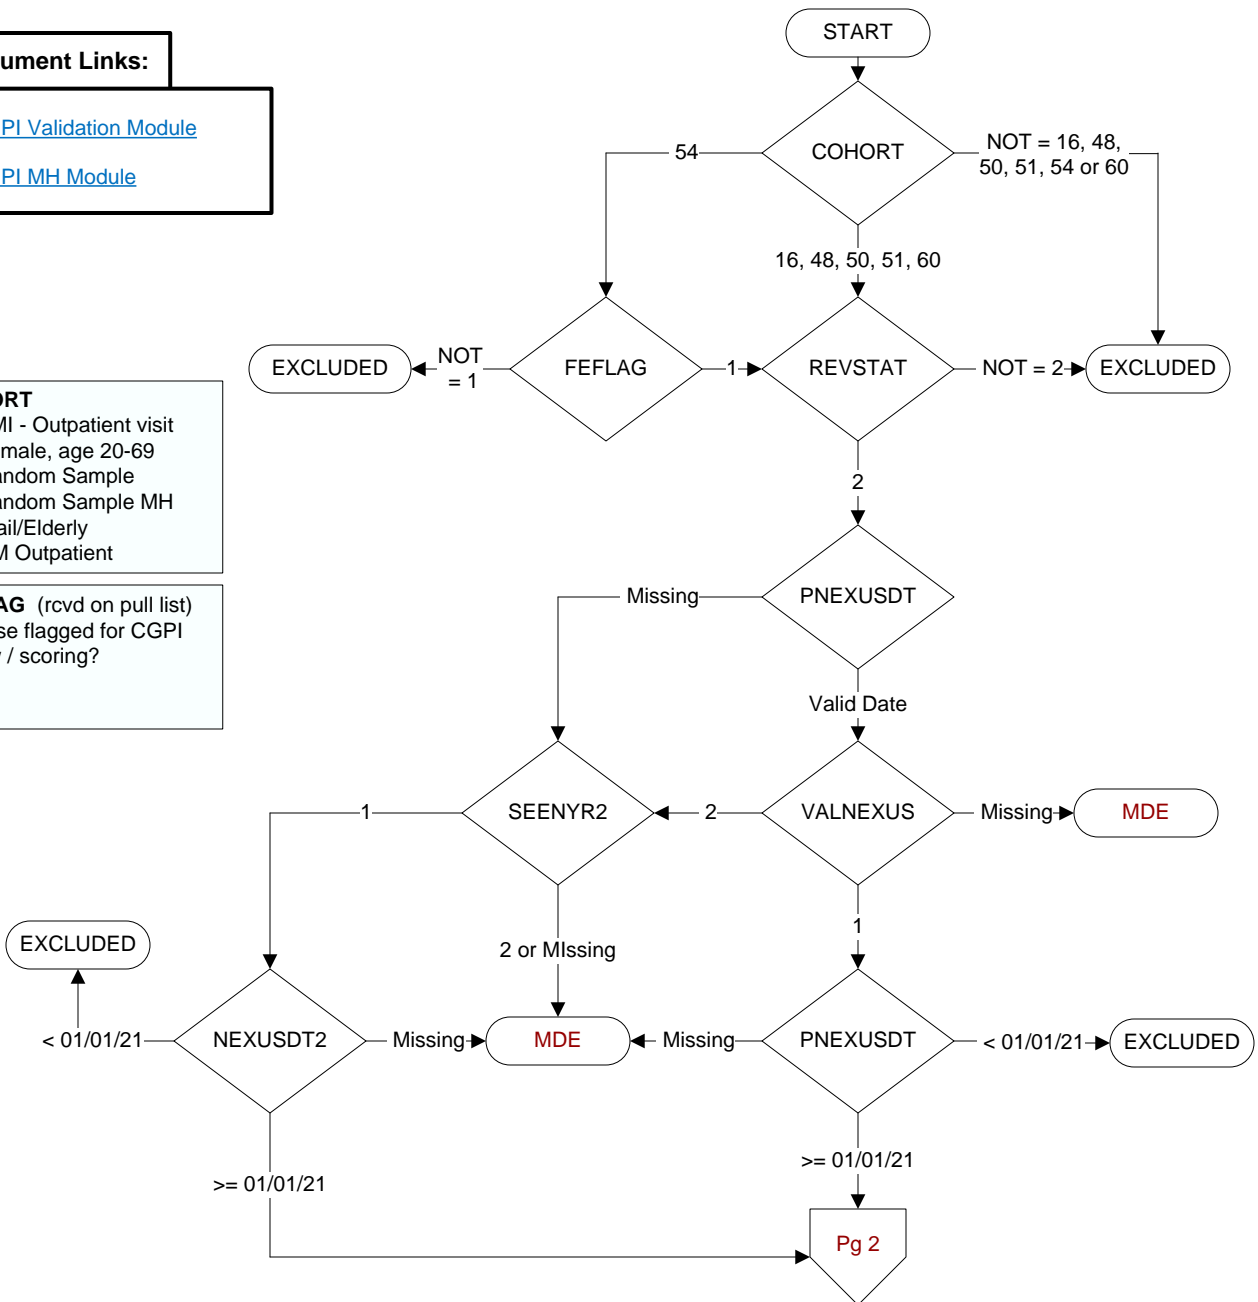 START
ument Links:
PI Validation Module
PI MH Module
COHORT
54
NOT = 16, 48,
50, 51, 54 or 60
16, 48, 50, 51, 60
EXCLUDED
NOT
= 1
FEFLAG
1
REVSTAT
NOT = 2
EXCLUDED
ORT
MI - Outpatient visit
male, age 20-69
andom Sample
andom Sample MH
ail/Elderly
M Outpatient
2
AG (rcvd on pull list)
se flagged for CGPI
/ scoring?
Missing
PNEXUSDT
Valid Date
1
SEENYR2
2
VALNEXUS
Missing
MDE
EXCLUDED
2 or MIssing
1
< 01/01/21
NEXUSDT2
Missing
MDE
Missing
PNEXUSDT
< 01/01/21
EXCLUDED
>= 01/01/21
>= 01/01/21
Pg 2